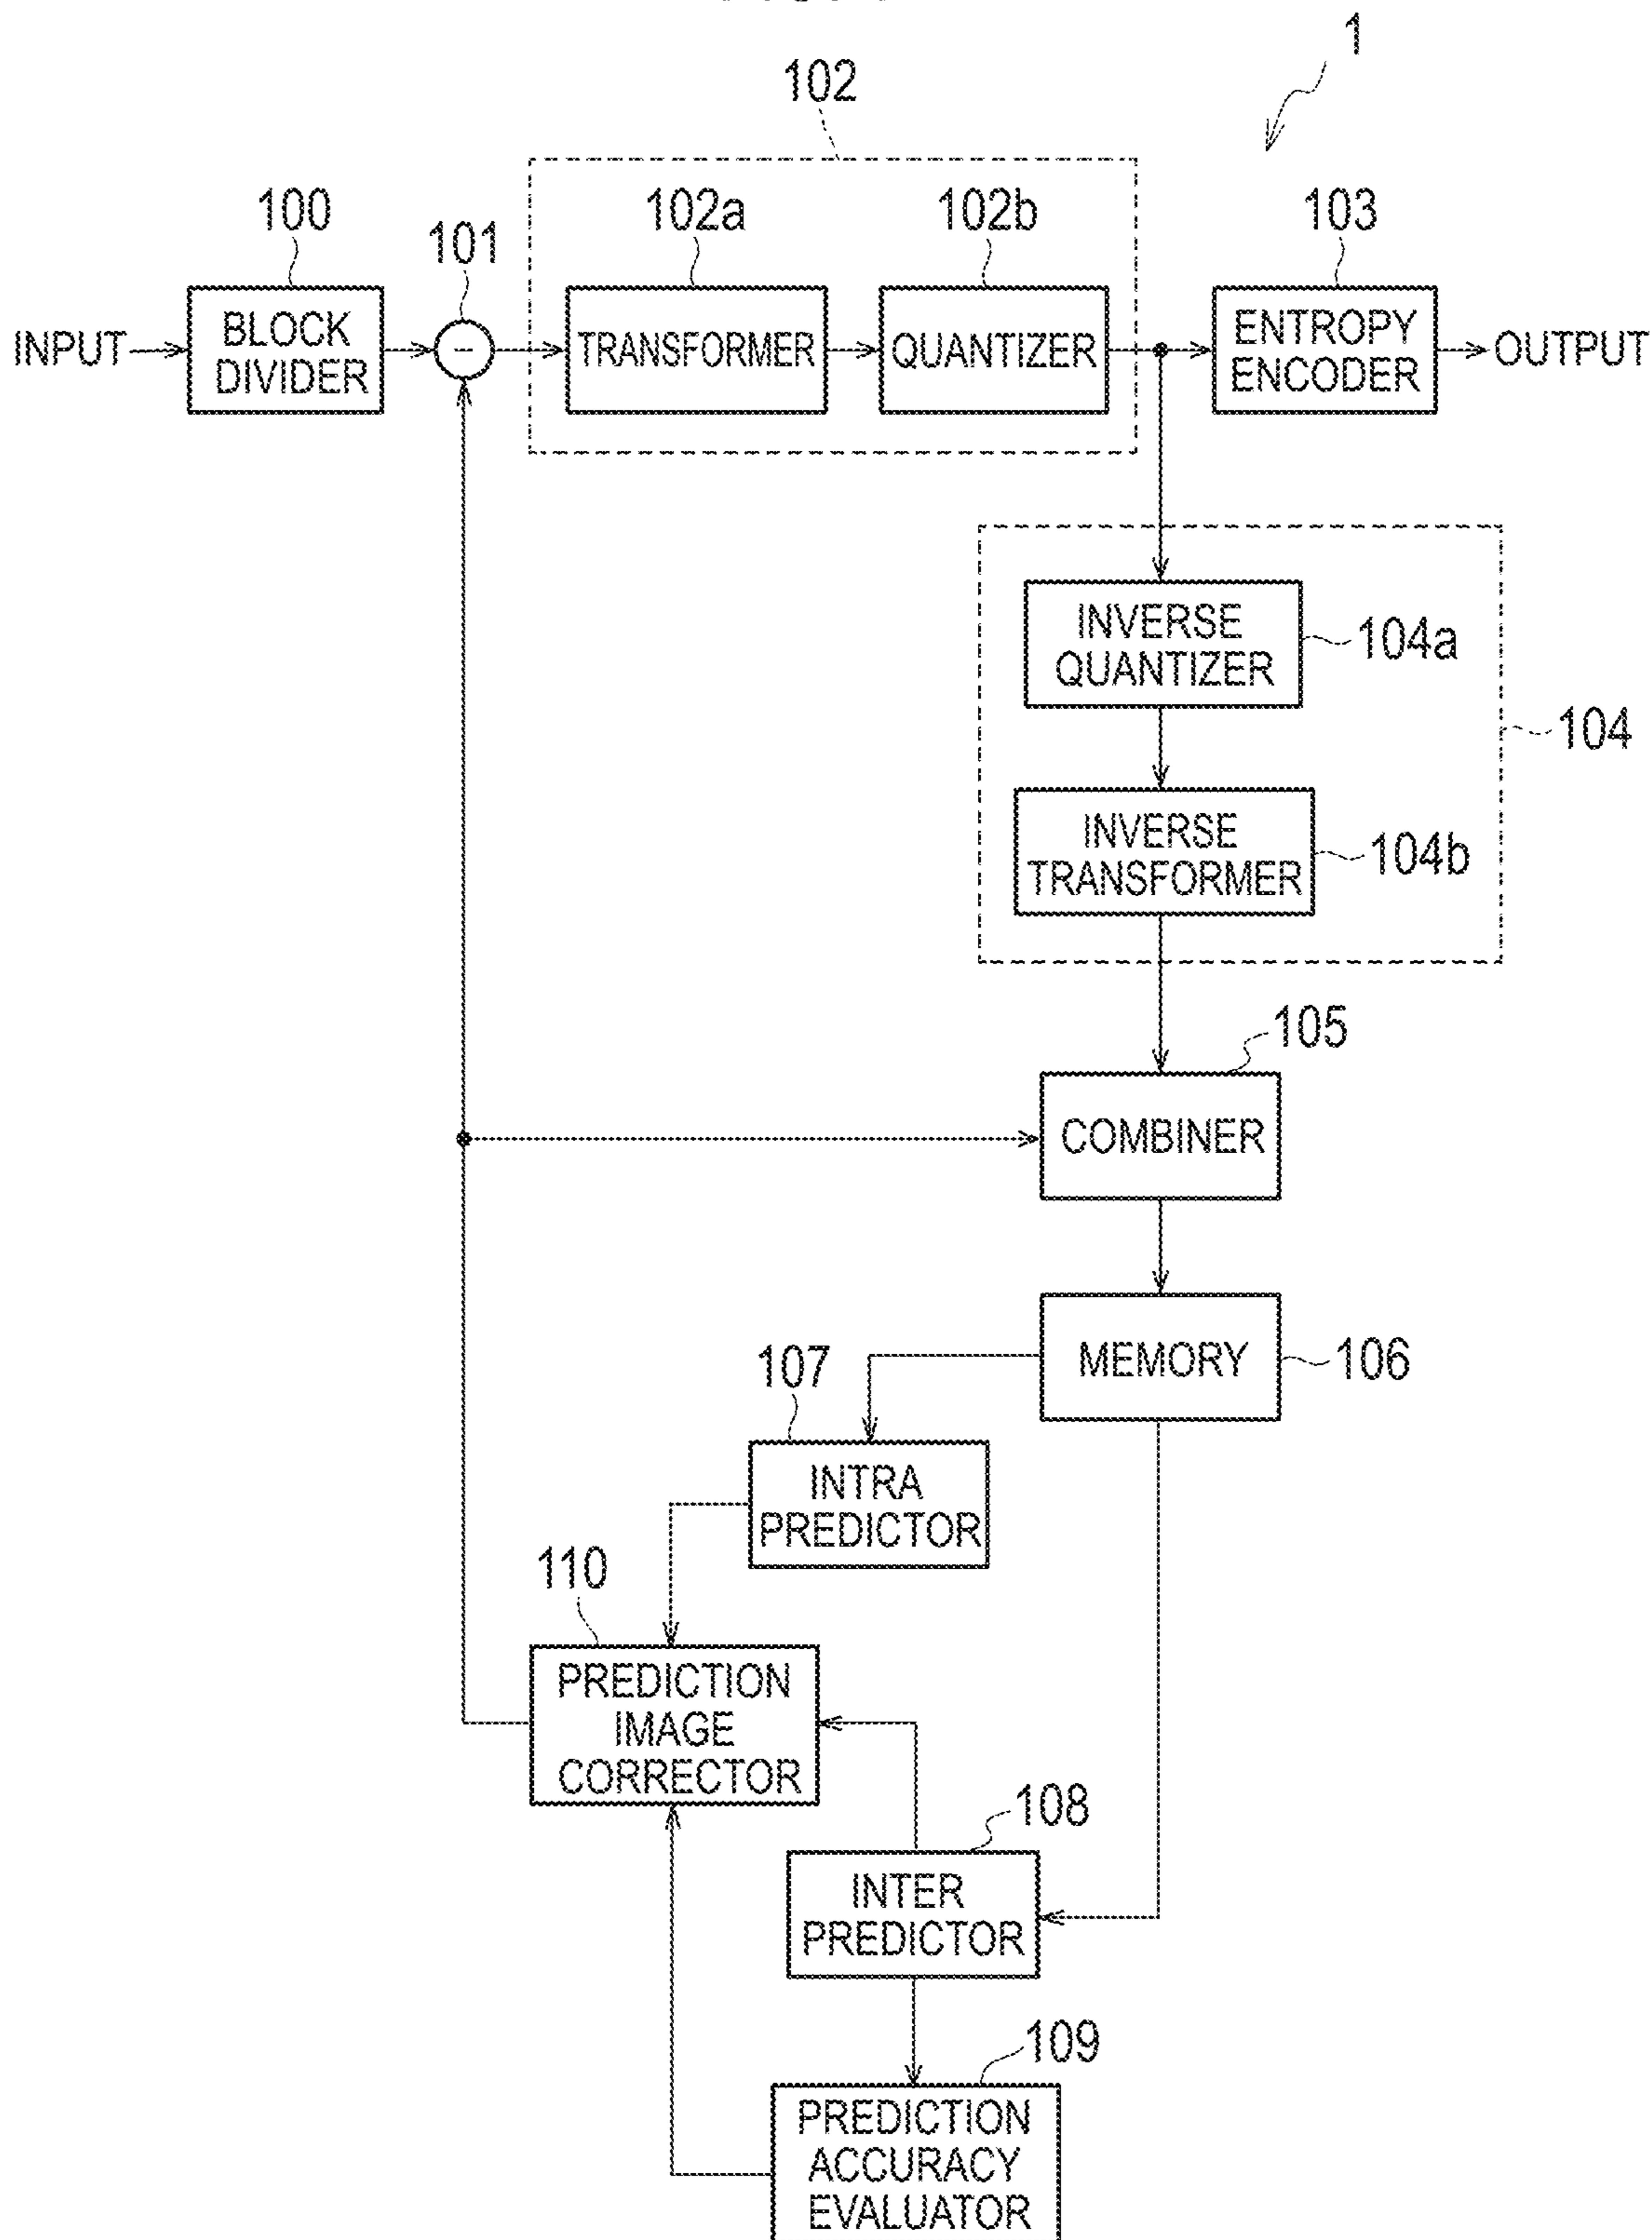 1
102
100
101
102a
102b
103
INPUT
BLOCK
DIVIDER
-
TRANSFORMER
QUANTIZER
ENTROPY
ENCODER
OUTPUT
INVERSE
QUANTIZER
104a
104
INVERSE
TRANSFORMER
104b
105
COMBINER
MEMORY
106
107
INTRA
PREDICTOR
110
PREDICTION
IMAGE
CORRECTOR
108
INTER
PREDICTOR
109
PREDICTION
ACCURACY
EVALUATOR